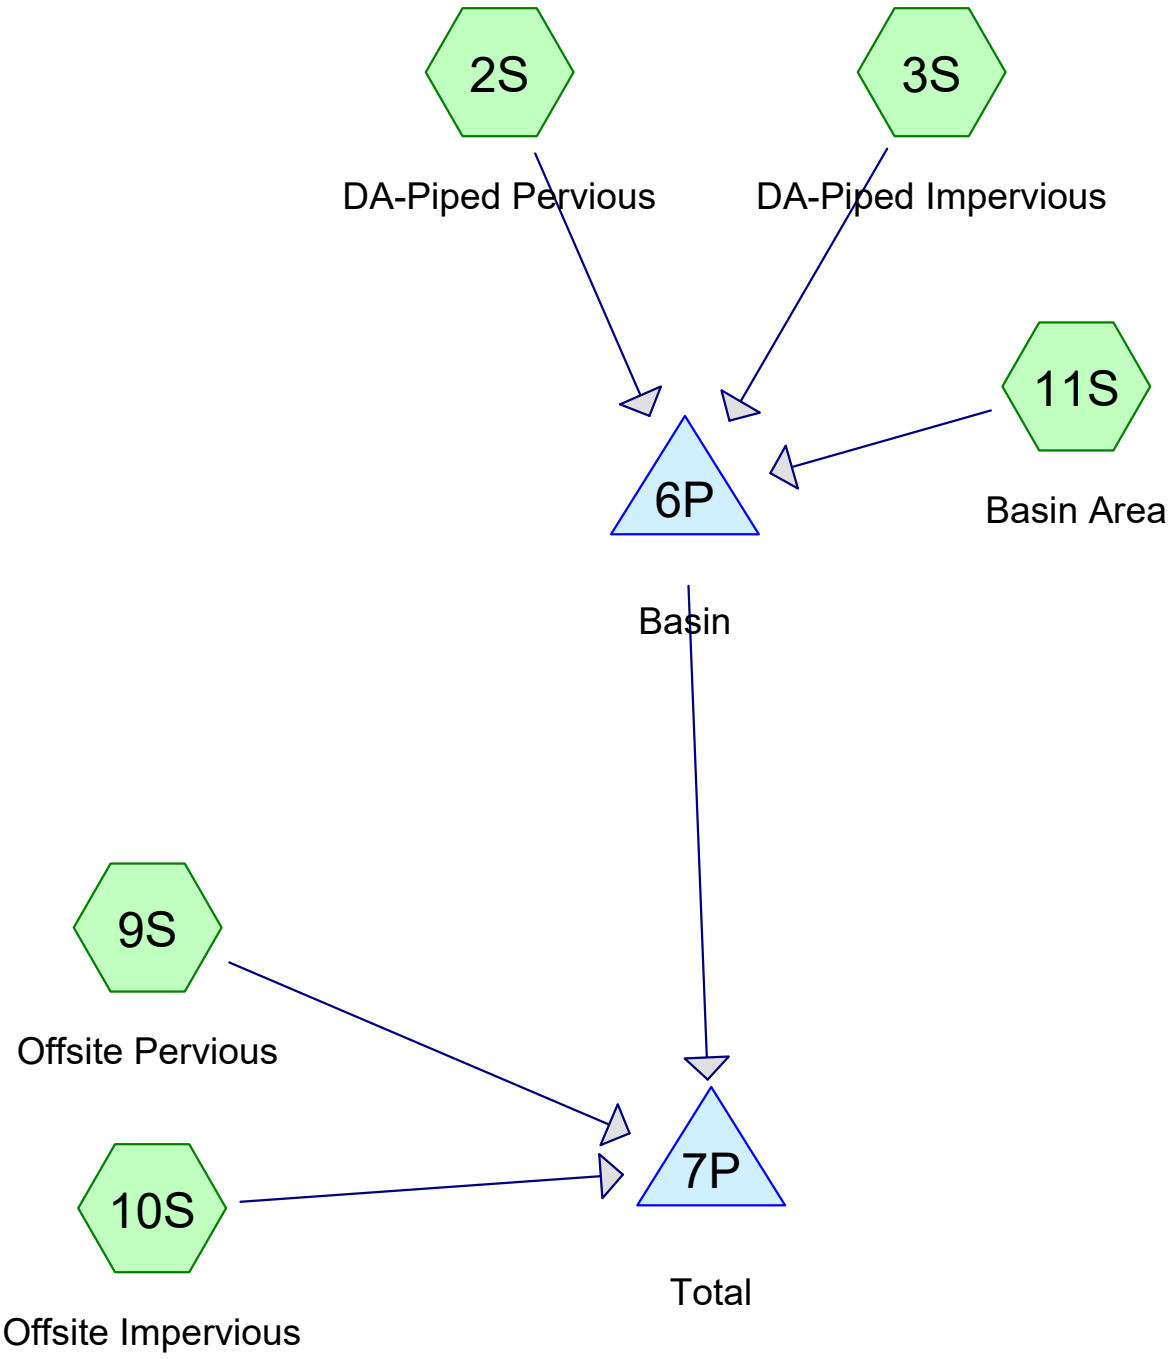 2S
3S
DA-Piped Pervious
DA-Piped Impervious
11S
6P
Basin Area
Basin
9S
Offsite Pervious
7P
10S
Total
Offsite Impervious